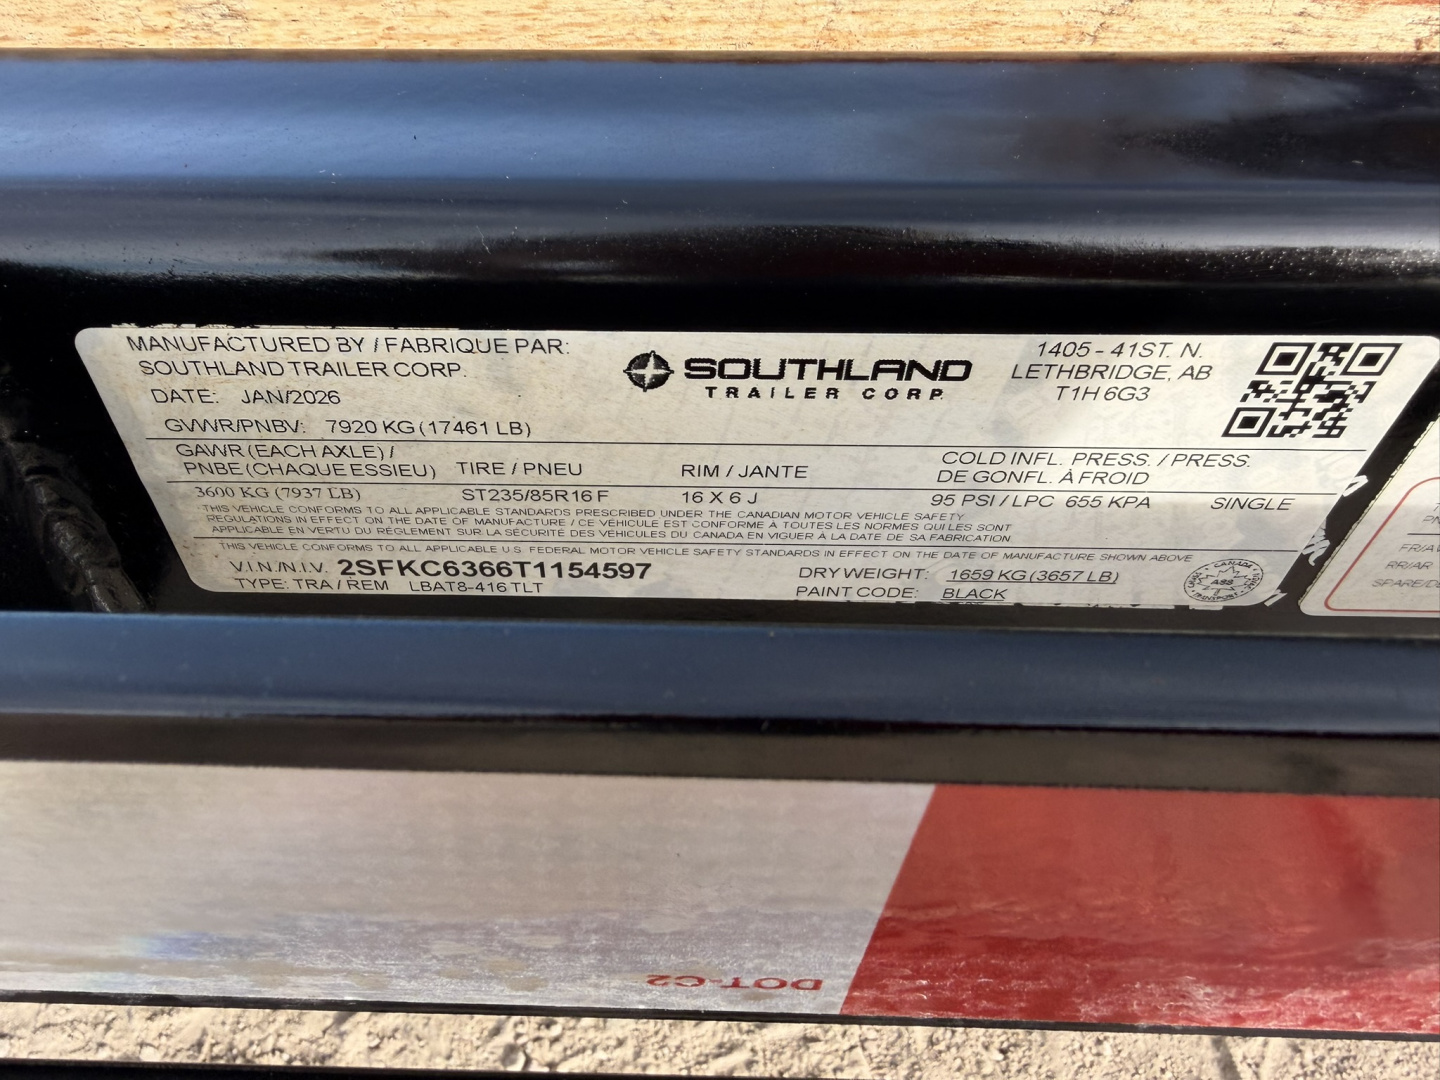 MANUFACTURED BY / FABRIQUE PAR:
SOUTHLAND TRAILER CORP.
DATE: JAN/2026
GVWR/PNBV: 7920 KG (17461 LB)
SOUTHLAND
TRAILER CORP.
1405 - 41ST. N.
LETHBRIDGE, AB
T1H 6G3
GAWR (EACH AXLE) /
PNBE (CHAQUE ESSIEU) TIRE / PNEU RIM / JANTE COLD INFL. PRESS. / PRESS.
DE GONFL. À FROID
3600 KG (7937 LB) ST235/85R16 F 16 X 6 J 95 PSI / LPC 655 KPA SINGLE
THIS VEHICLE CONFORMS TO ALL APPLICABLE STANDARDS PRESCRIBED UNDER THE CANADIAN MOTOR VEHICLE SAFETY
REGULATIONS IN EFFECT ON THE DATE OF MANUFACTURE / CE VÉHICULE EST CONFORME À TOUTES LES NORMES QUI LES SONT
APPLICABLE EN VERTU DU RÈGLEMENT SUR LA SÉCURITÉ DES VÉHICULES DU CANADA EN VIGUER À LA DATE DE SA FABRICATION
THIS VEHICLE CONFORMS TO ALL APPLICABLE U.S. FEDERAL MOTOR VEHICLE SAFETY STANDARDS IN EFFECT ON THE DATE OF MANUFACTURE SHOWN ABOVE
V.I.N./N.I.V. 2SFKC6366T1154597
TYPE: TRA / REM LBAT8-416 TLT
DRY WEIGHT: 1659 KG (3657 LB)
PAINT CODE: BLACK
CANADA
TRANSPORT
FR/AV
RR/AR
DOT-C2